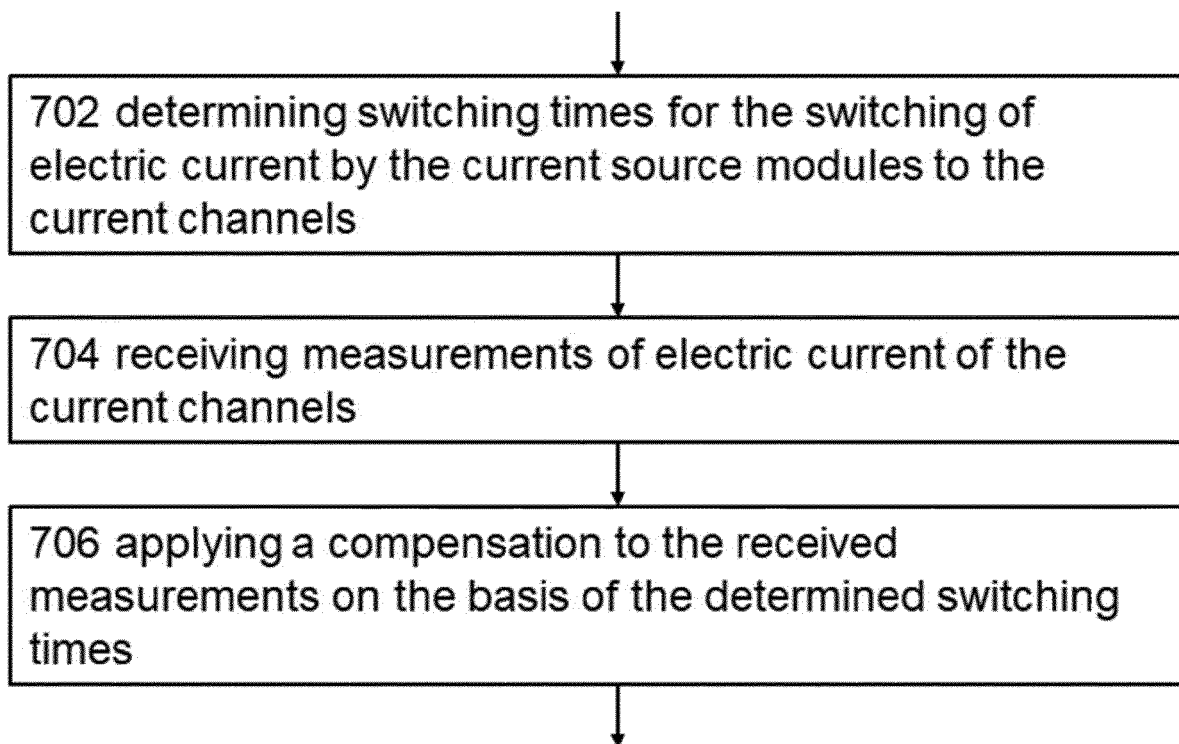 702 determining switching times for the switching of
electric current by the current source modules to the
current channels
704 receiving measurements of electric current of the
current channels
706 applying a compensation to the received
measurements on the basis of the determined switching
times